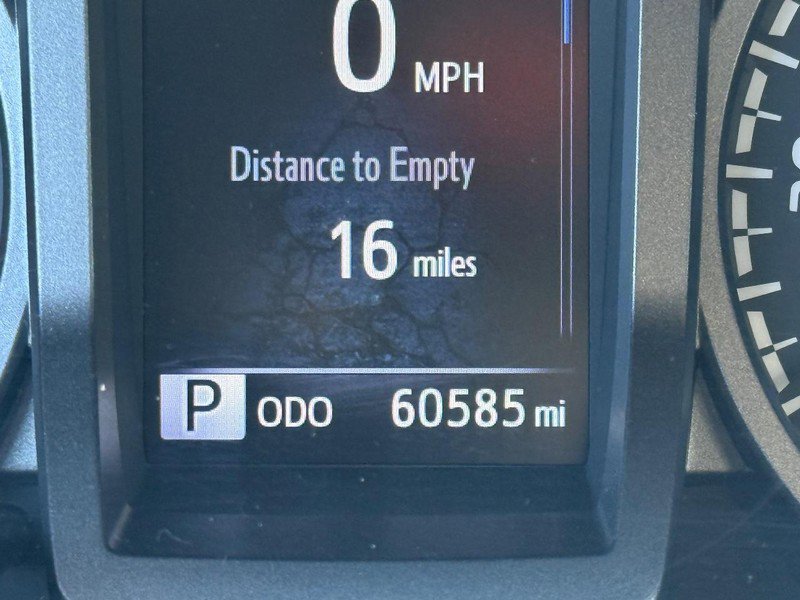 0 MPH
Distance to Empty
16 miles
P ODO 60585 mi